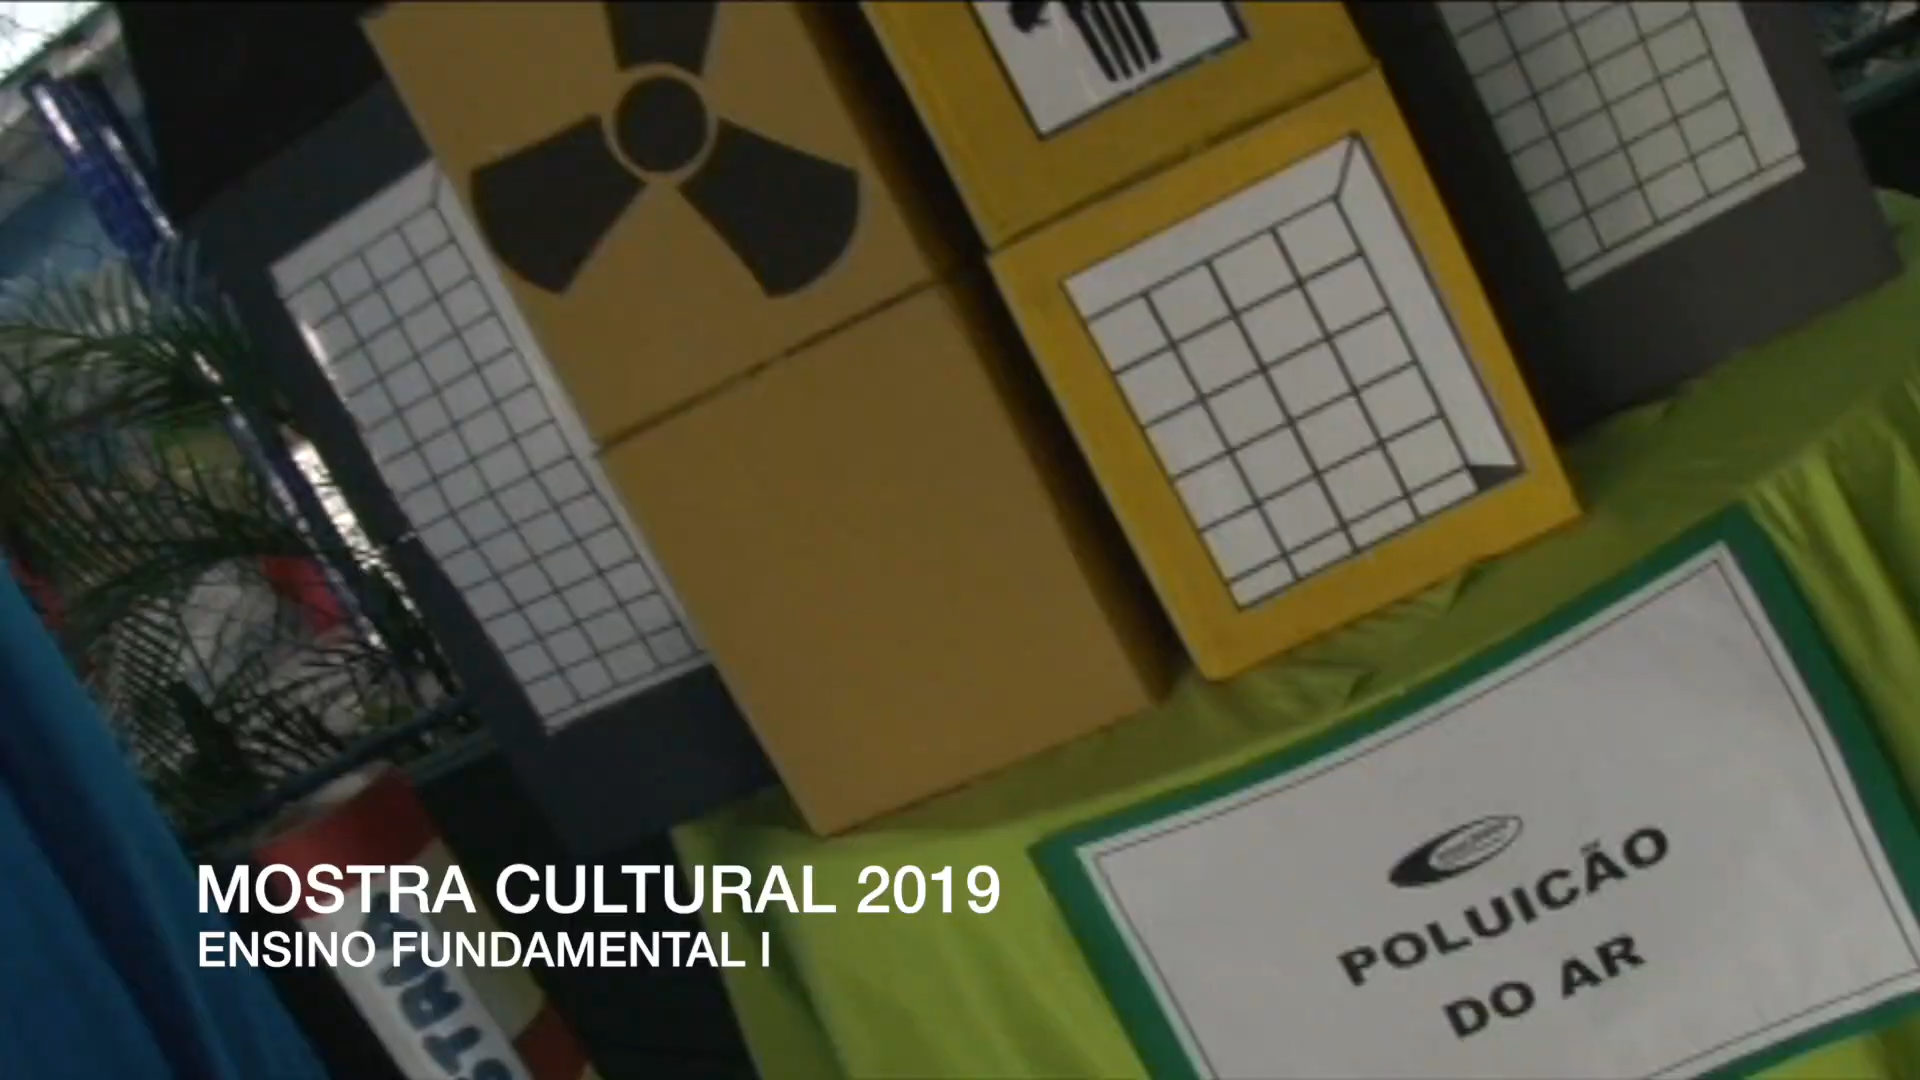 MOSTRA CULTURAL 2019
ENSINO FUNDAMENTAL I
POLUICÃO
DO AR